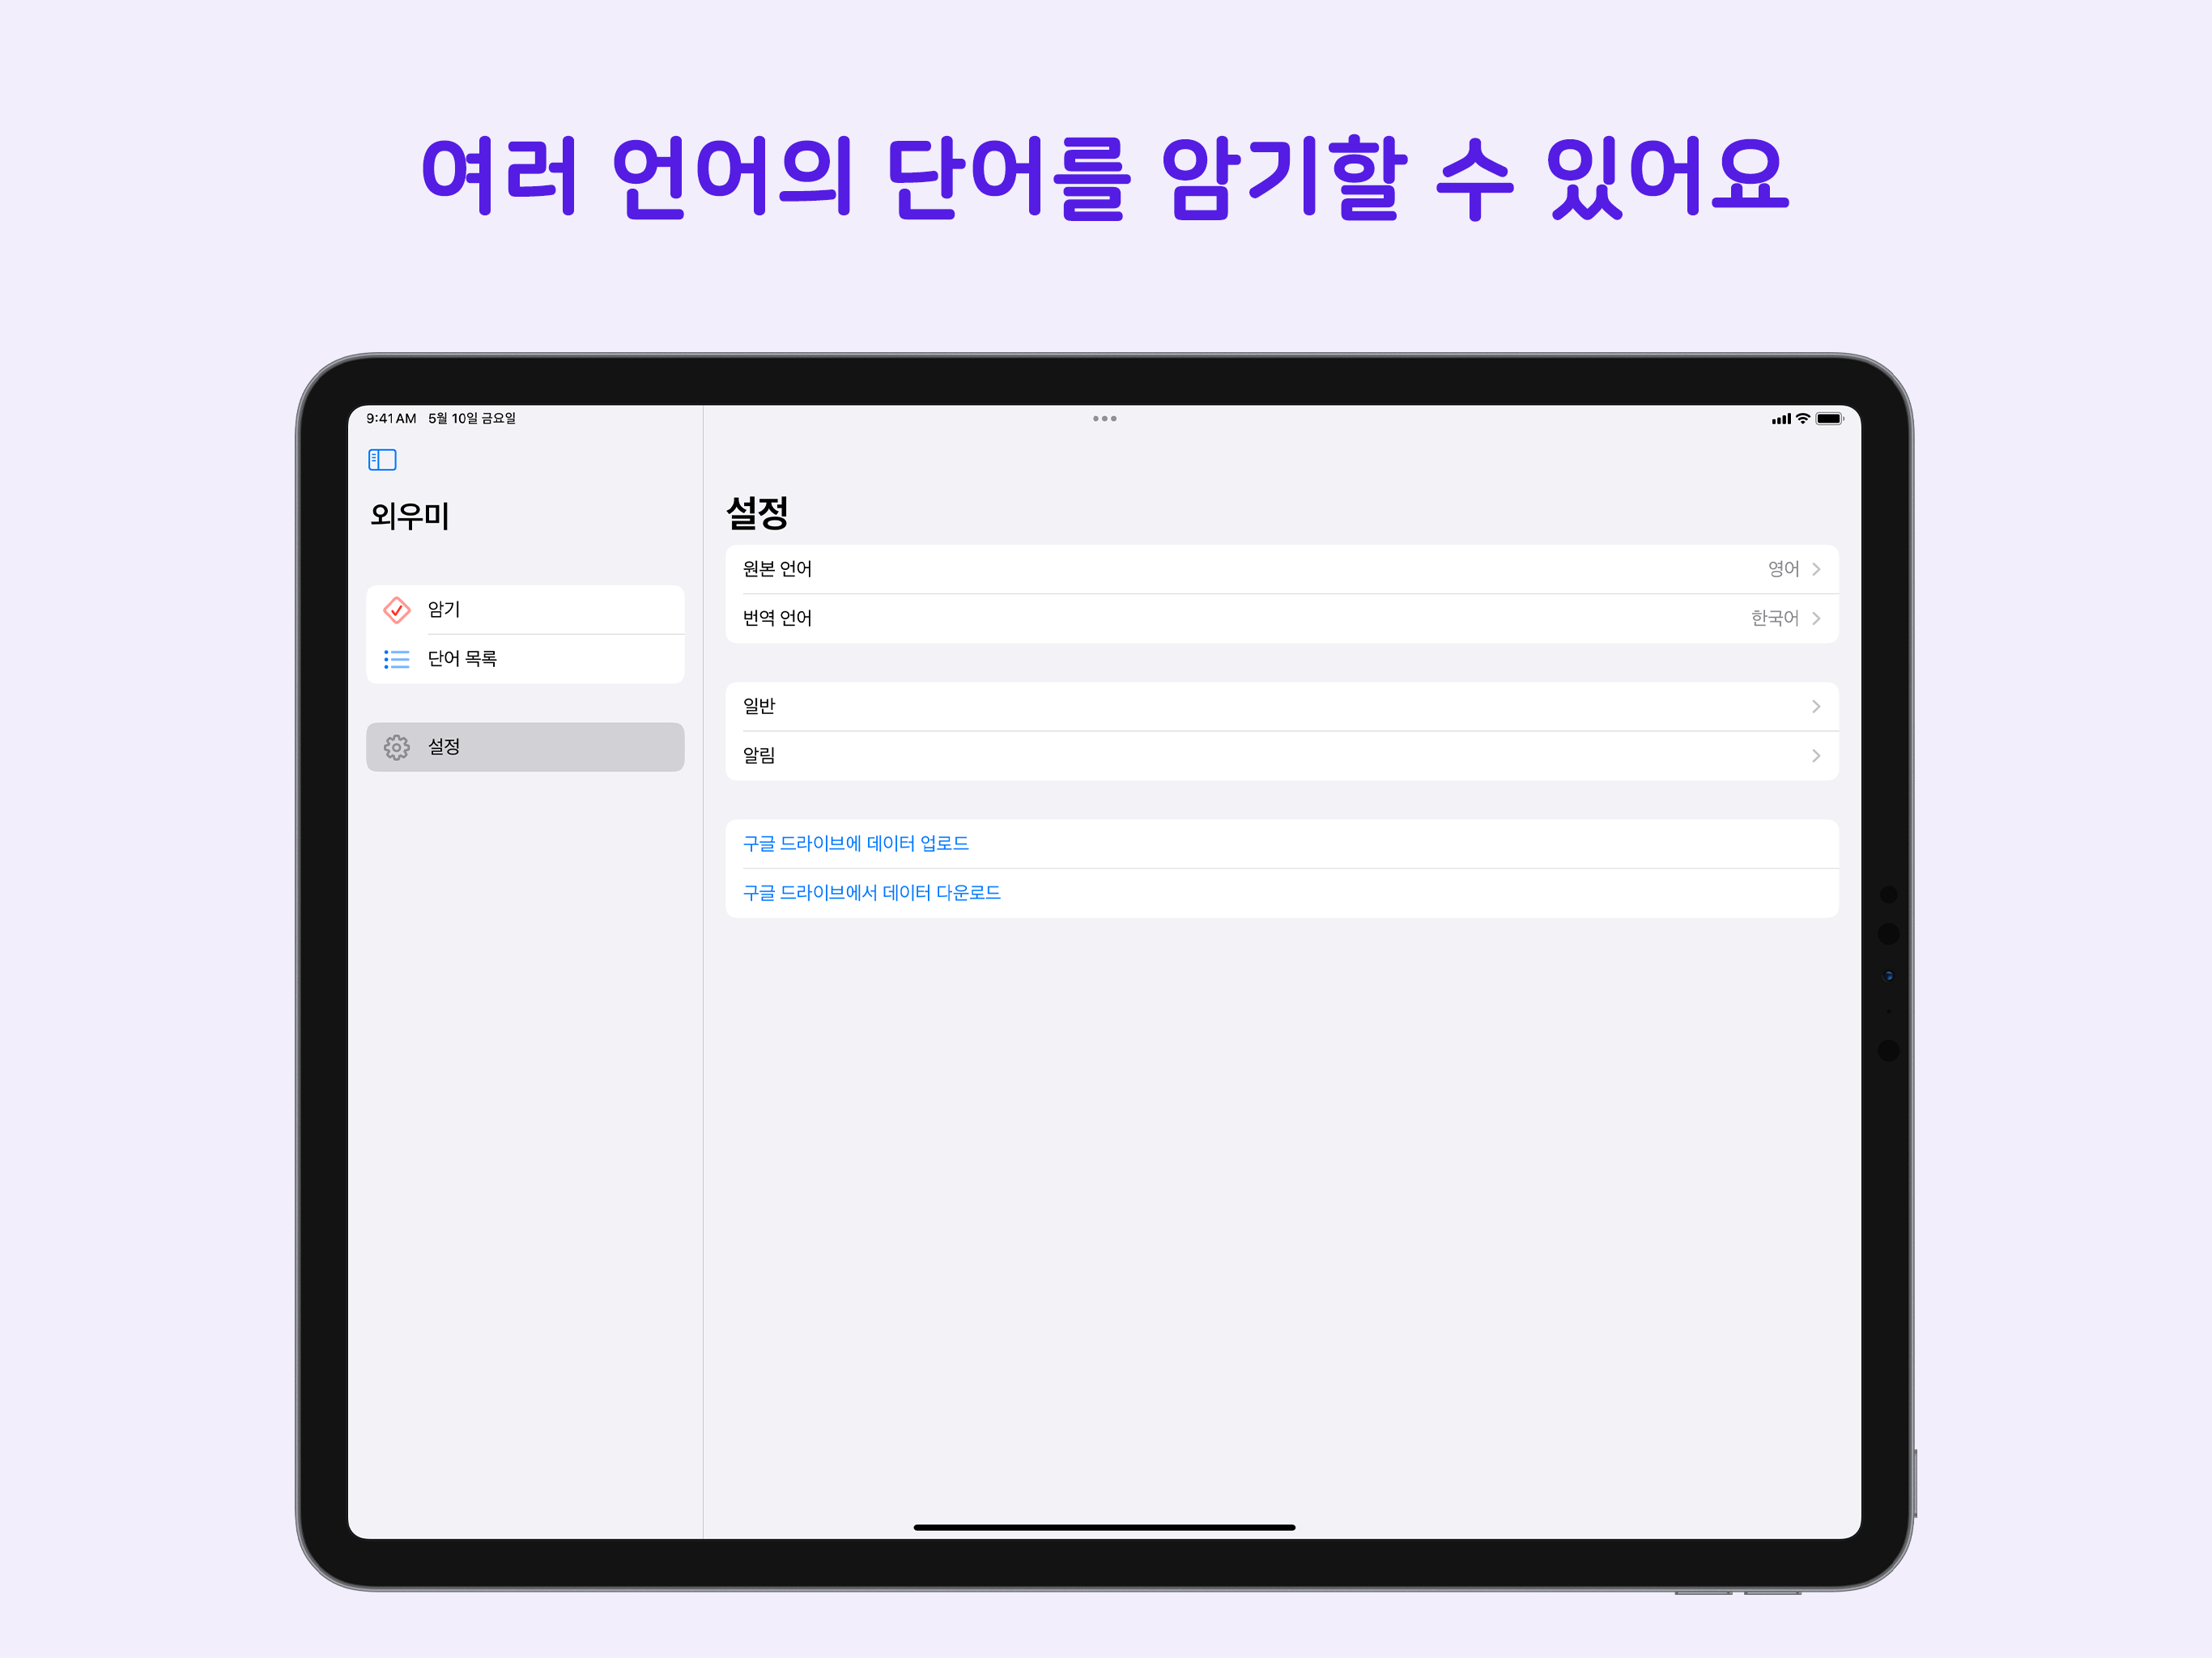 여러 언어의 단어를 암기할 수 있어요
9:41 AM 5월 10일 금요일
외우미
암기
단어 목록
설정
설정
원본 언어 영어
번역 언어 한국어
일반
알림
구글 드라이브에 데이터 업로드
구글 드라이브에서 데이터 다운로드